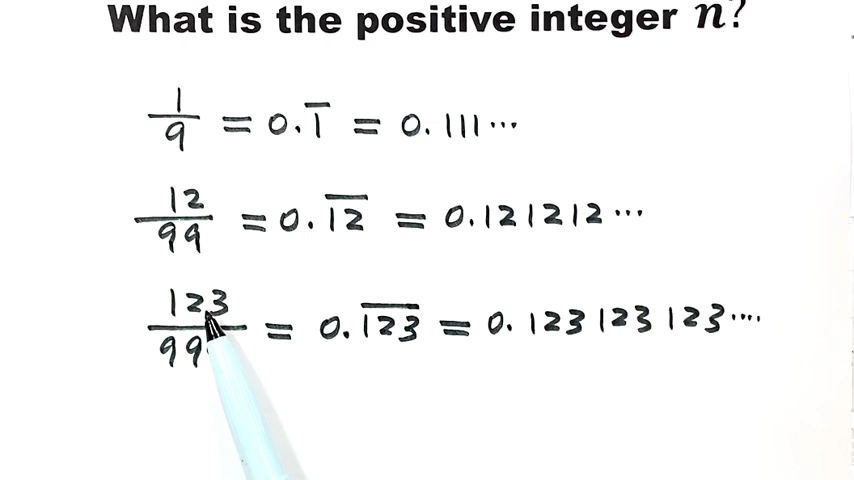 What is the positive integer n?
1/9 = 0.1̅ = 0.111...
12/99 = 0.1̅2̅ = 0.121212...
123/99 = 0.1̅2̅3̅ = 0.123123123....